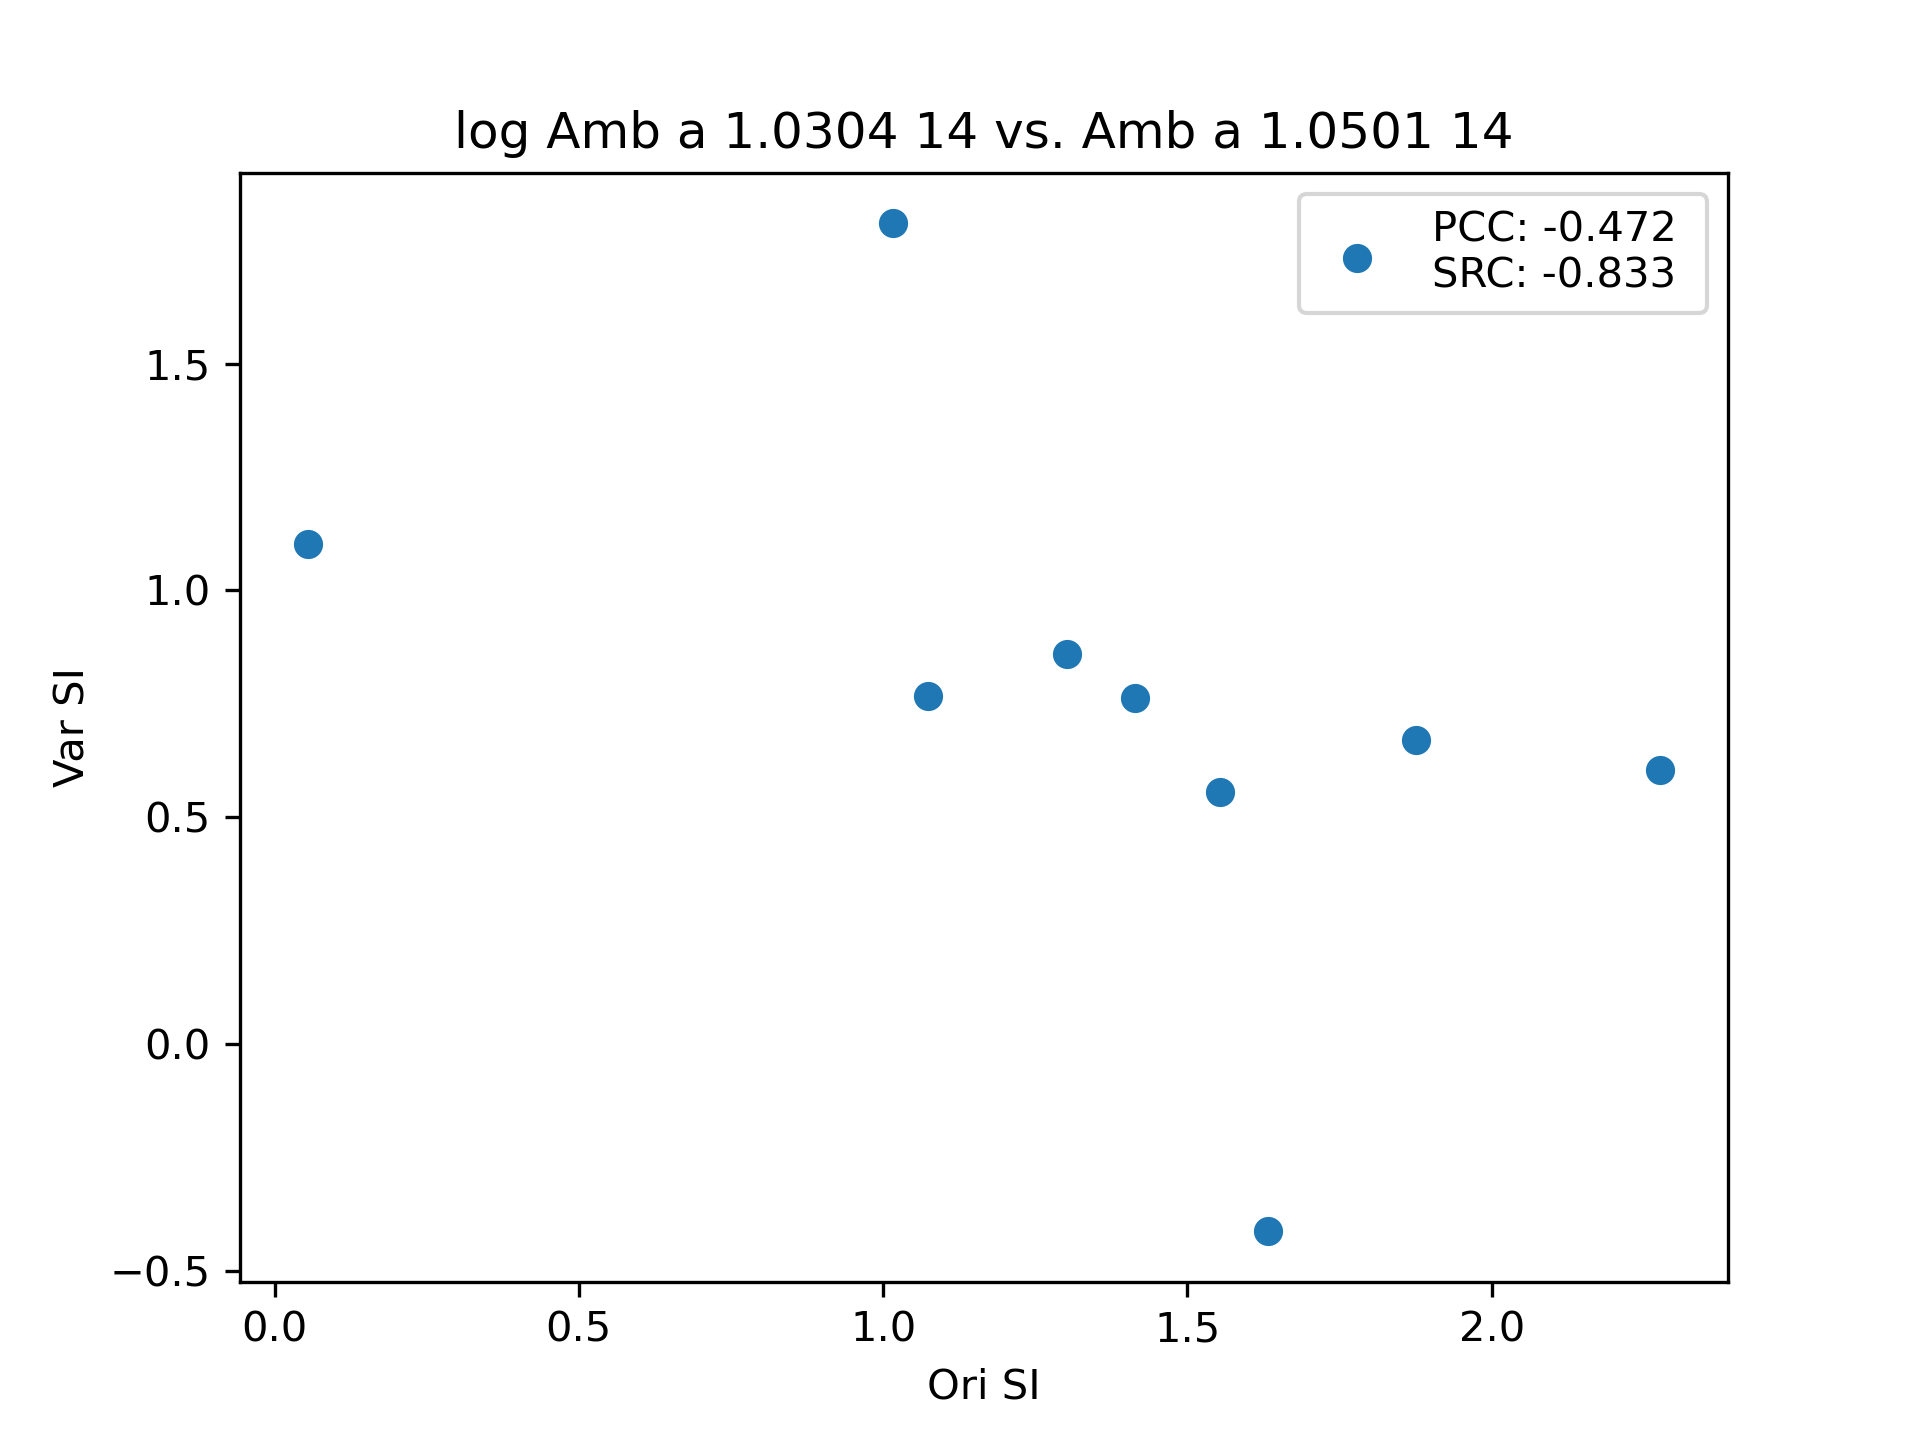 log Amb a 1.0304 14 vs. Amb a 1.0501 14
PCC: -0.472
SRC: -0.833
1.5
1.0
0.5
0.0
−0.5
Var SI
0.0 0.5 1.0 1.5 2.0
Ori SI